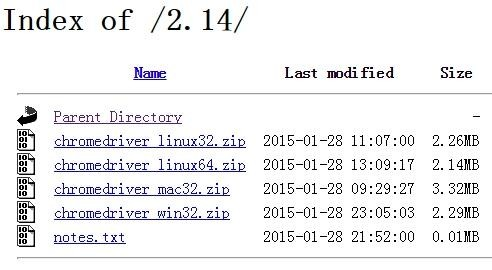 Index of /2.14/
Name Last modified Size
Parent Directory -
chromedriver_linux32.zip 2015-01-28 11:07:00 2.26MB
chromedriver_linux64.zip 2015-01-28 13:09:17 2.14MB
chromedriver_mac32.zip 2015-01-28 09:29:27 3.32MB
chromedriver_win32.zip 2015-01-28 23:05:03 2.29MB
notes.txt 2015-01-28 21:52:00 0.01MB